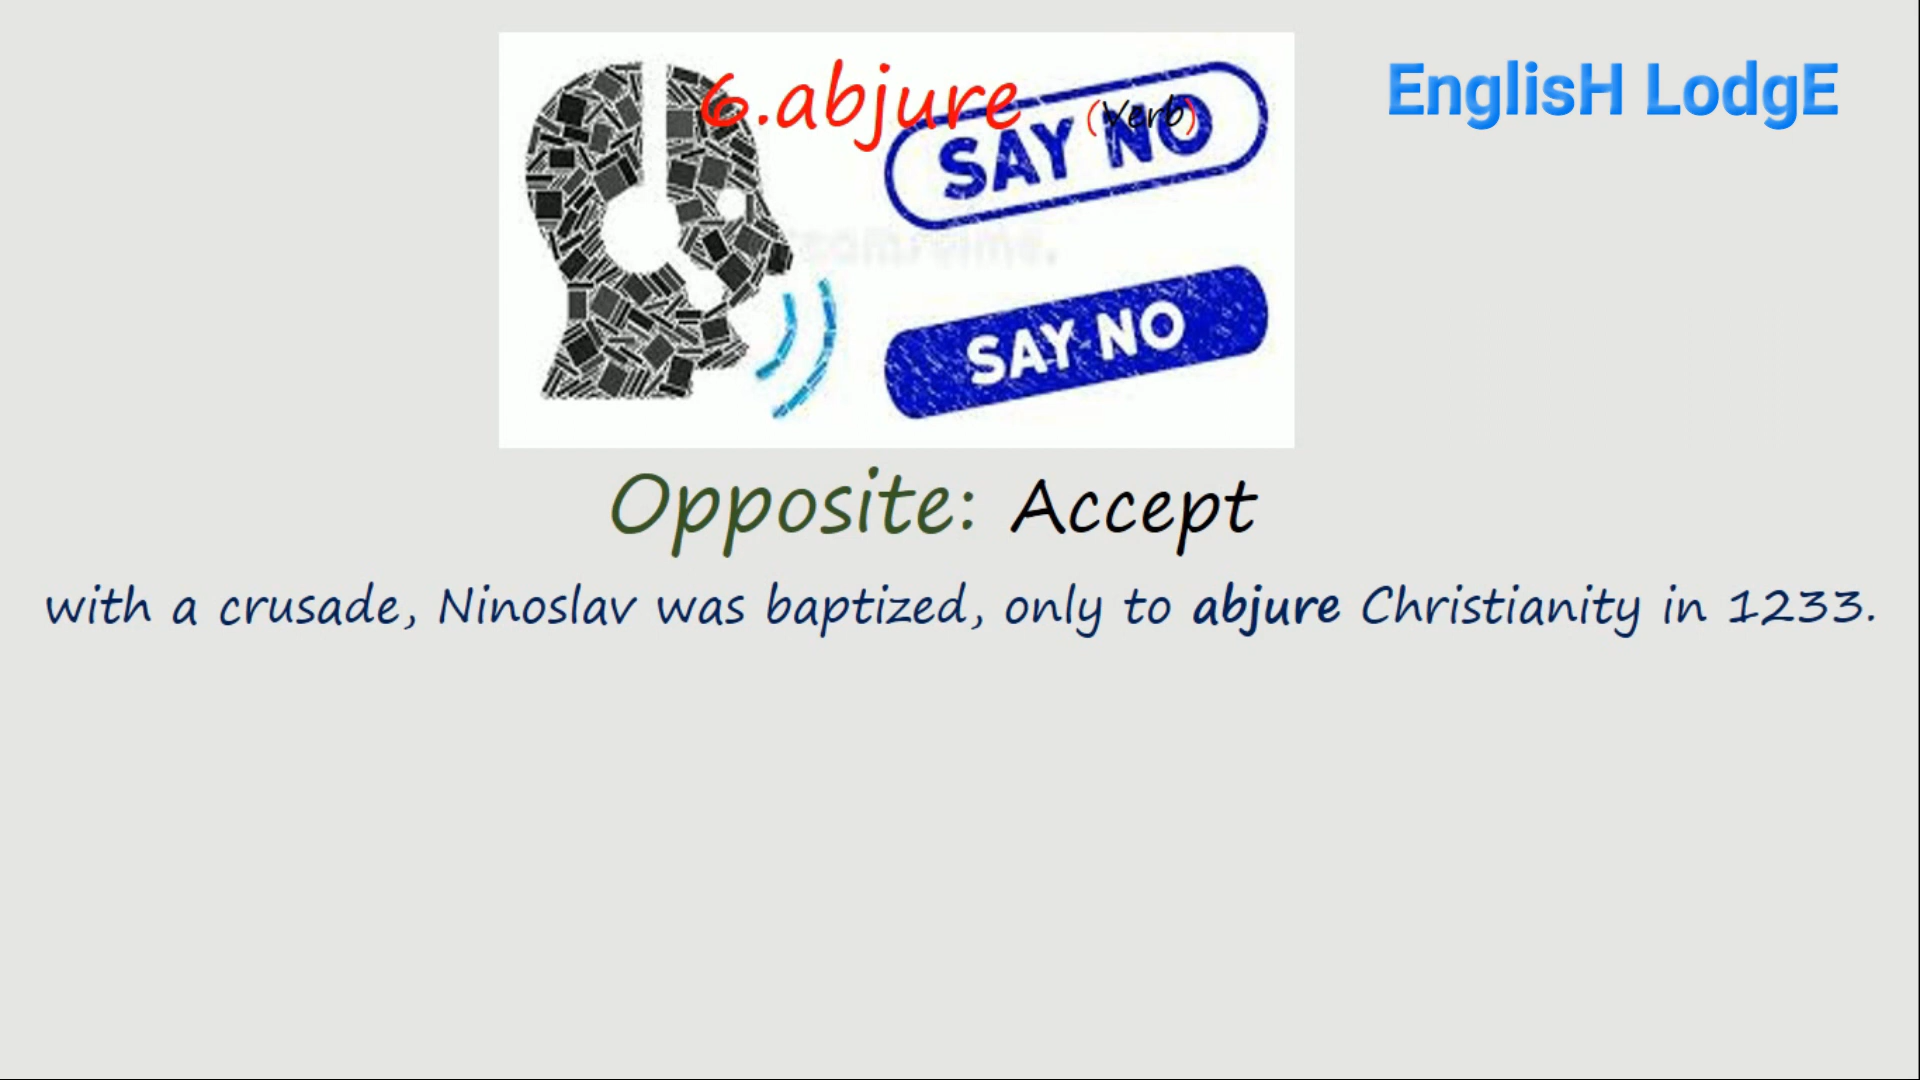 6.abjure (Verb)
EnglisH LodgE
SAY NO
SAY NO
Opposite: Accept
with a crusade, Ninoslav was baptized, only to abjure Christianity in 1233.